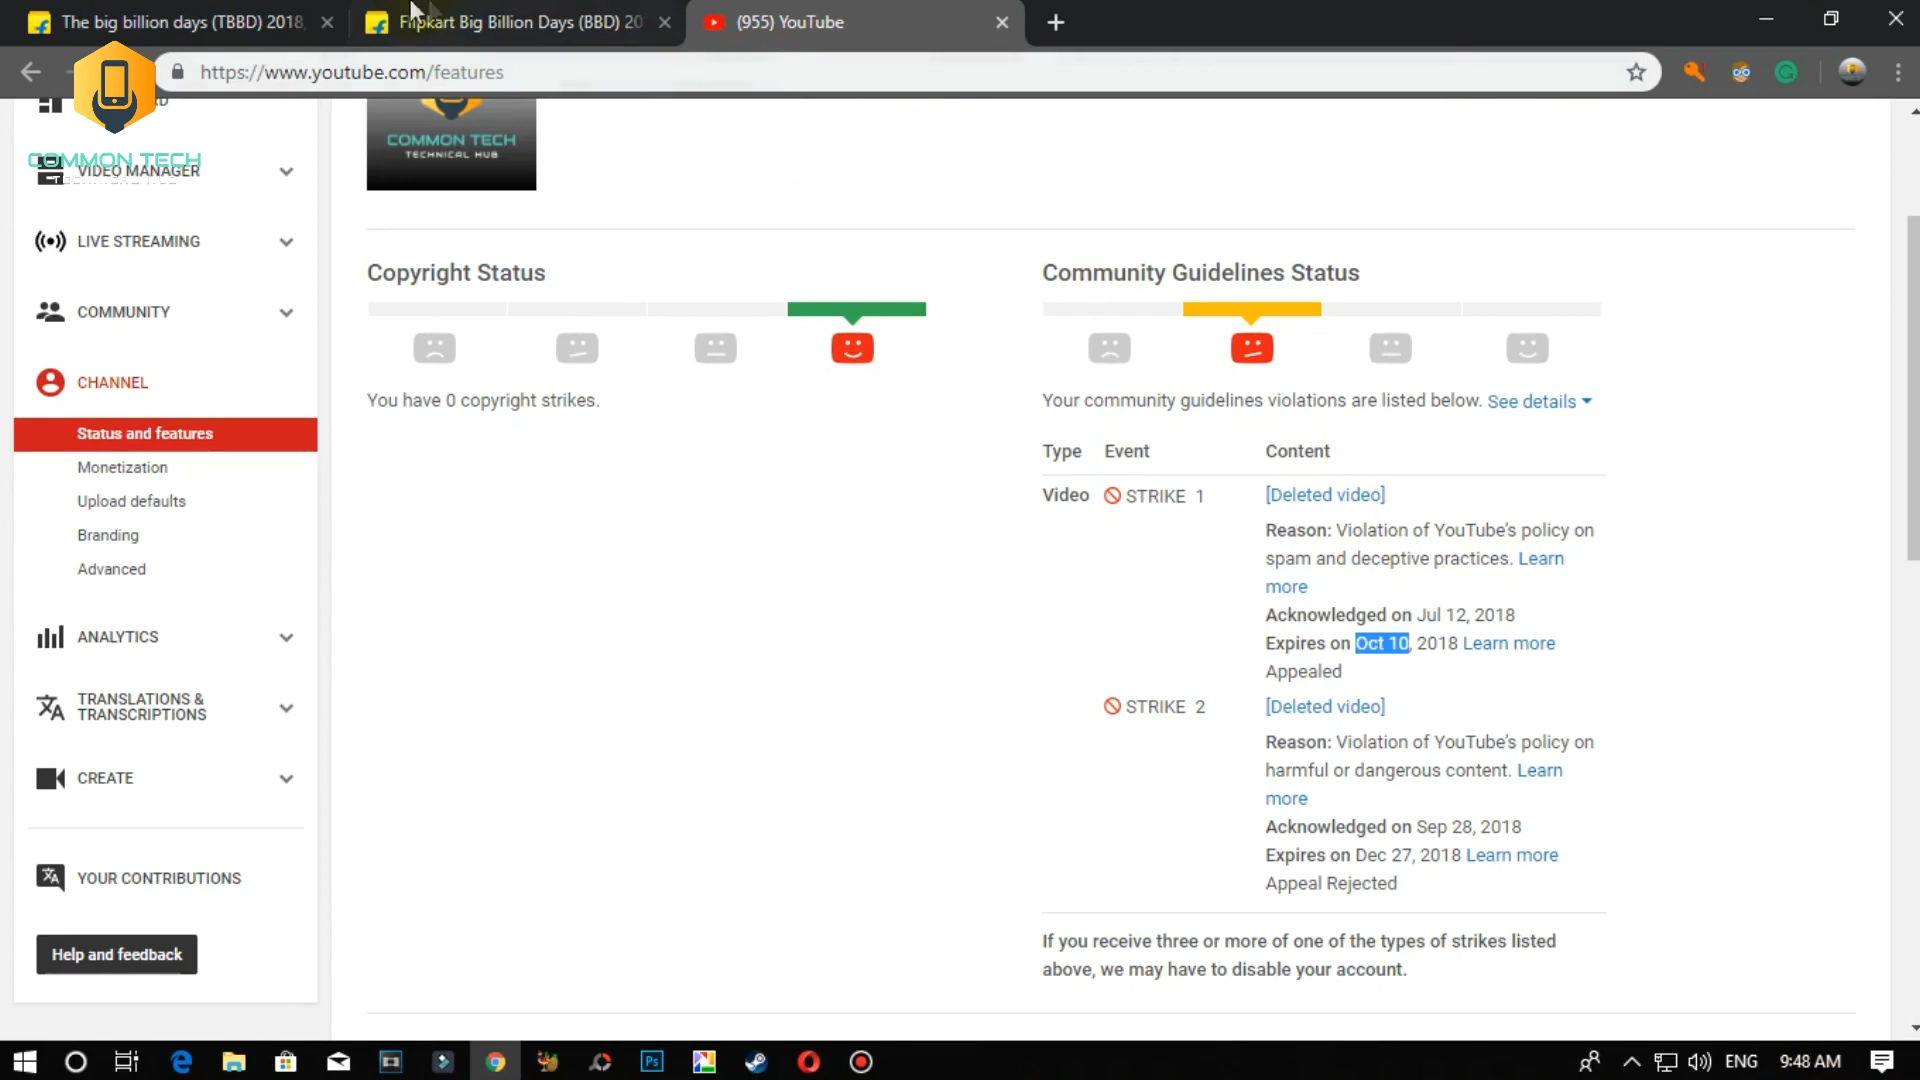 The big billion days (TBBD) 2018,
Flipkart Big Billion Days (BBD) 20
(955) YouTube
https://www.youtube.com/features
COMMON TECH
TECHNICAL HUB
COMMON TECH
VIDEO MANAGER
LIVE STREAMING
COMMUNITY
CHANNEL
Status and features
Monetization
Upload defaults
Branding
Advanced
ANALYTICS
TRANSLATIONS &
TRANSCRIPTIONS
CREATE
YOUR CONTRIBUTIONS
Help and feedback
Copyright Status
You have 0 copyright strikes.
Community Guidelines Status
Your community guidelines violations are listed below. See details
Type Event Content
Video STRIKE 1 [Deleted video]
Reason: Violation of YouTube's policy on
spam and deceptive practices. Learn
more
Acknowledged on Jul 12, 2018
Expires on Oct 10, 2018 Learn more
Appealed
STRIKE 2 [Deleted video]
Reason: Violation of YouTube's policy on
harmful or dangerous content. Learn
more
Acknowledged on Sep 28, 2018
Expires on Dec 27, 2018 Learn more
Appeal Rejected
If you receive three or more of one of the types of strikes listed
above, we may have to disable your account.
Ps
ENG
9:48 AM